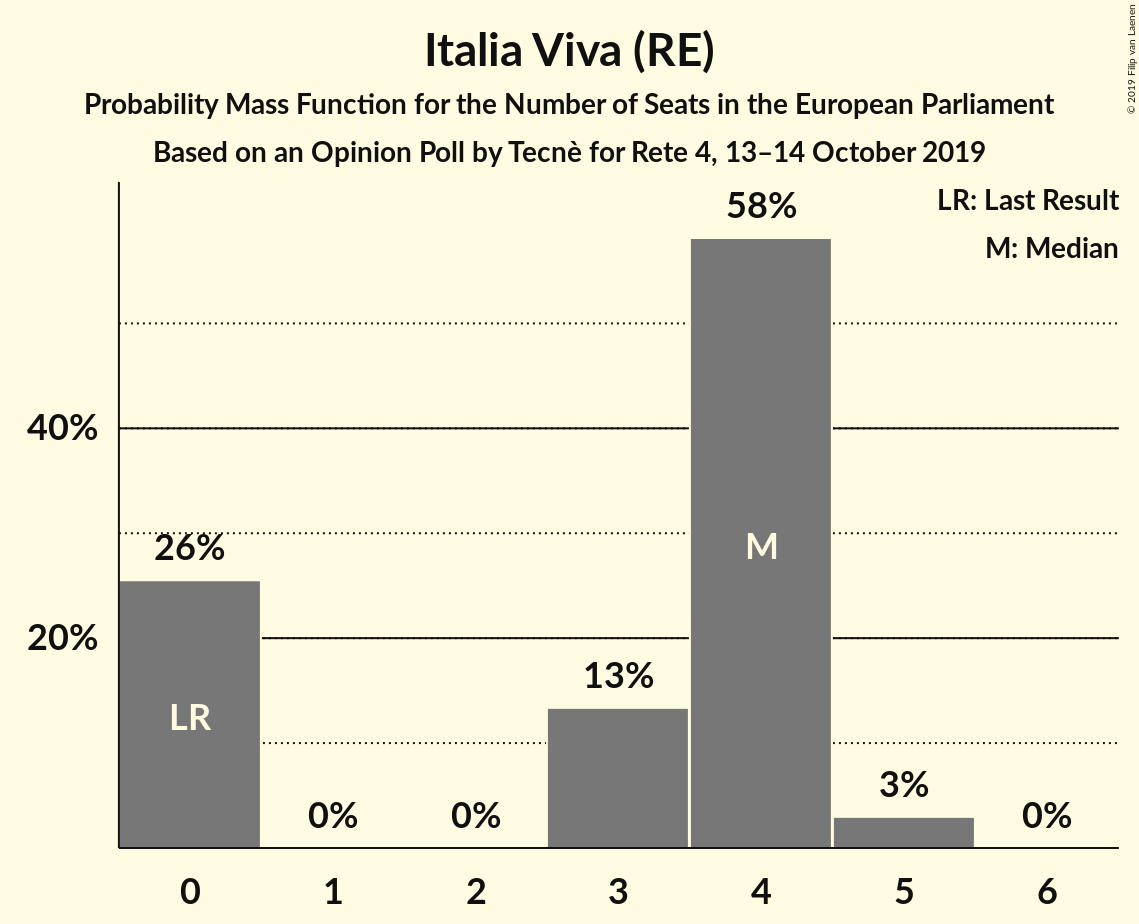 Italia Viva (RE)
Probability Mass Function for the Number of Seats in the European Parliament
Based on an Opinion Poll by Tecnè for Rete 4, 13–14 October 2019
© 2019 Filip van Laenen
LR: Last Result
M: Median
58%
40%
26%
M
20%
13%
LR
3%
0%
0%
0%
0
1
2
3
4
5
6